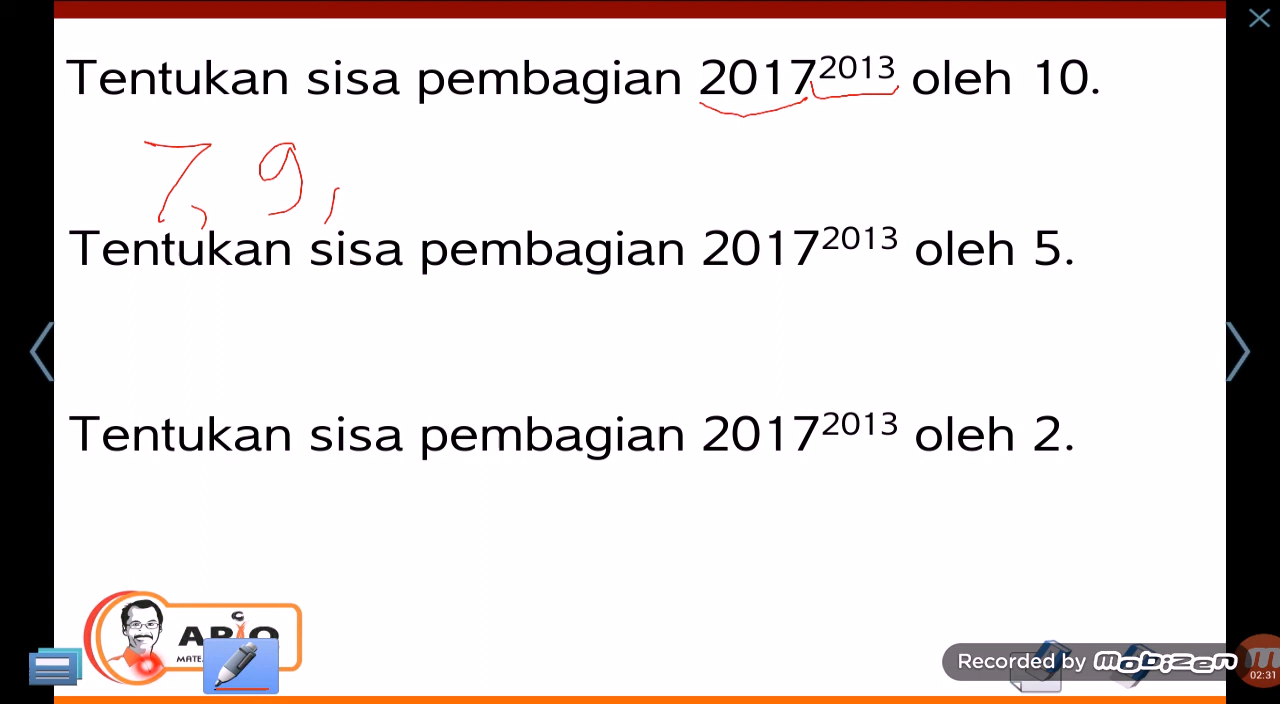 Tentukan sisa pembagian 2017²⁰¹³ oleh 10.
7, 9,
Tentukan sisa pembagian 2017²⁰¹³ oleh 5.
Tentukan sisa pembagian 2017²⁰¹³ oleh 2.
Recorded by Mobizen
02:31